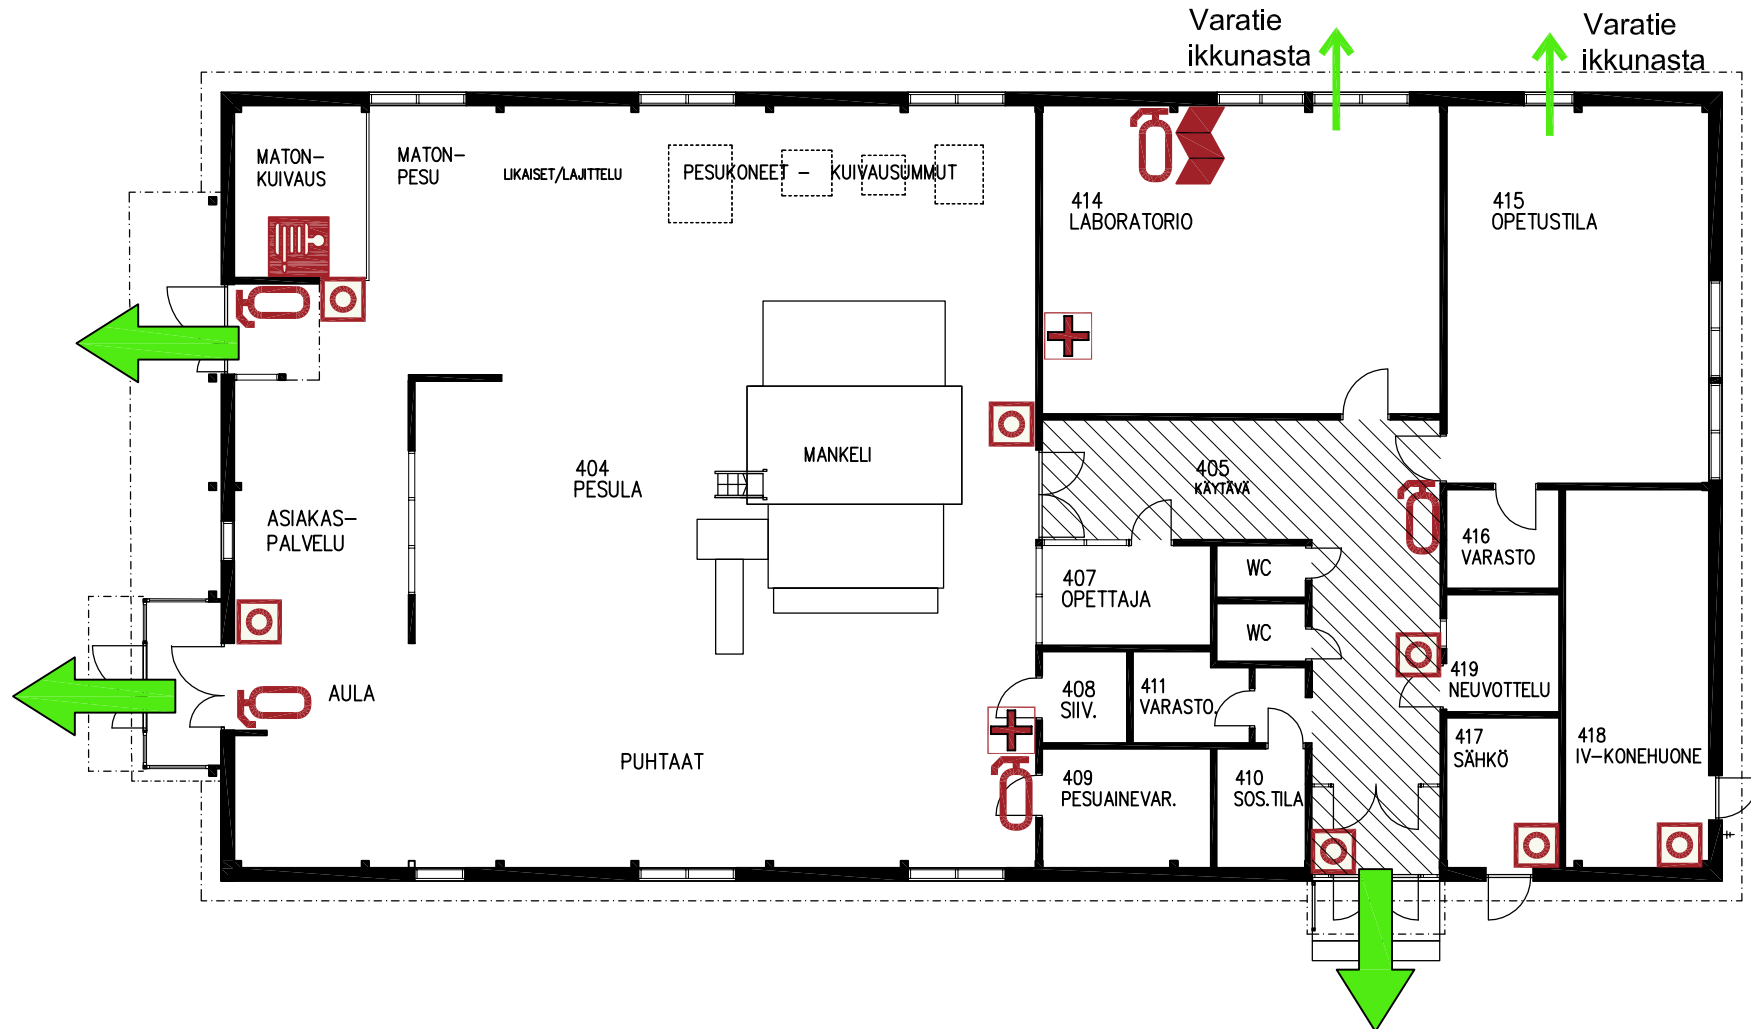 Varatie
ikkunasta
Varatie
ikkunasta
MATON-
KUIVAUS
MATON-
PESU
LIKAISET/LAJITTELU
PESUKONEET - KUIVAUSUMMUT
414
LABORATORIO
415
OPETUSTILA
MANKELI
404
PESULA
405
KÄYTÄVÄ
ASIAKAS-
PALVELU
416
VARASTO
WC
407
OPETTAJA
WC
419
NEUVOTTELU
408
SIIV.
411
VARASTO.
AULA
PUHTAAT
409
PESUAINEVAR.
410
SOS.TILA
417
SÄHKÖ
418
IV-KONEHUONE